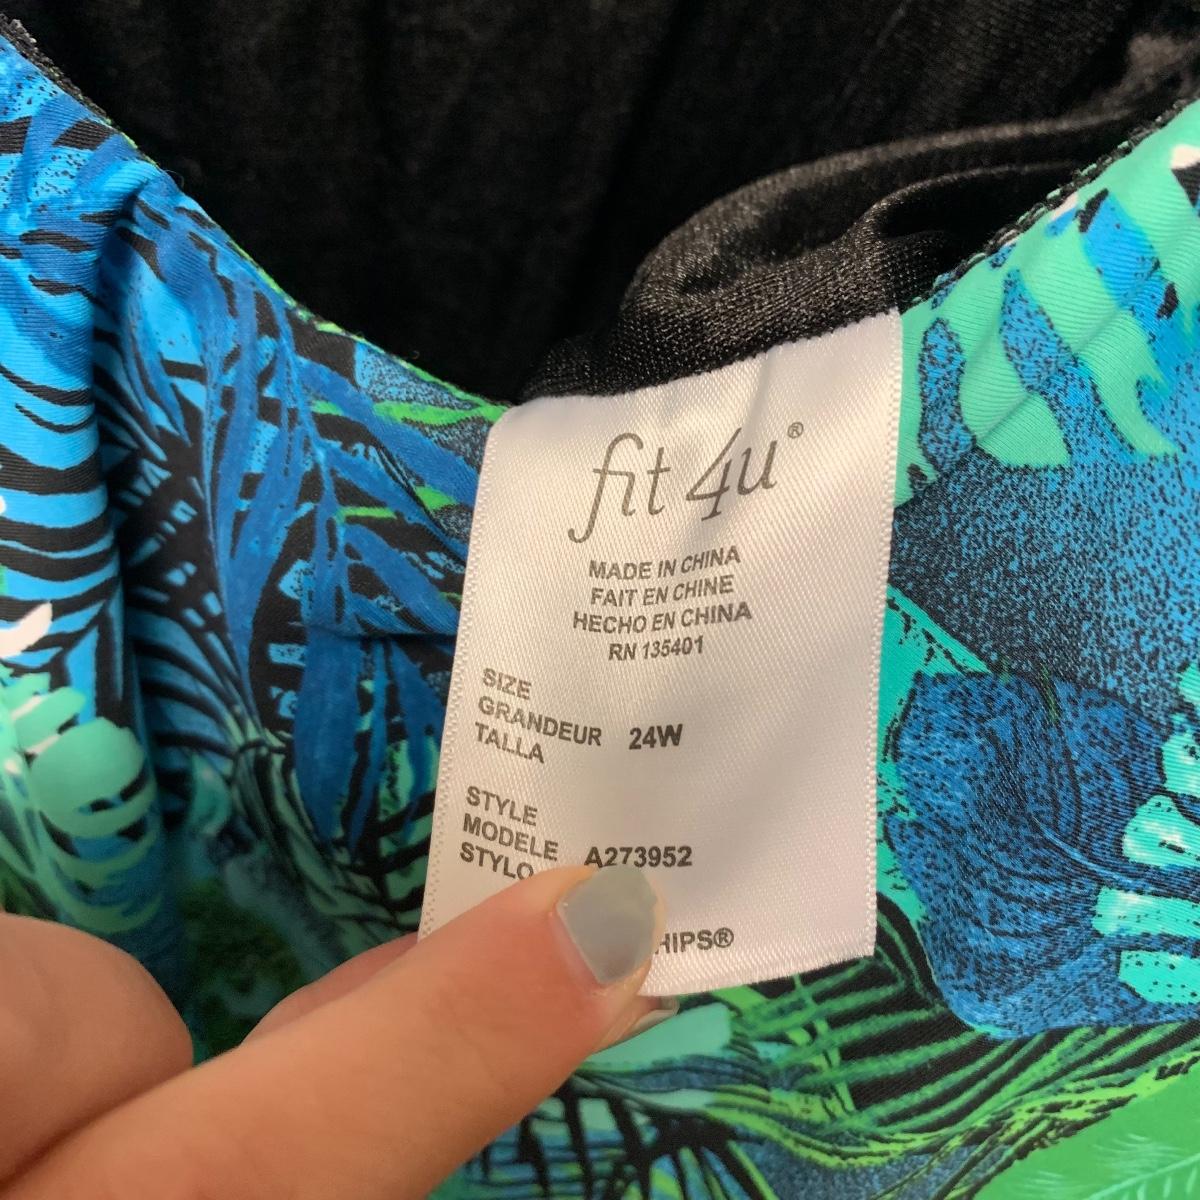 fit 4u®
MADE IN CHINA
FAIT EN CHINE
HECHO EN CHINA
RN 135401
SIZE
GRANDEUR 24W
TALLA
STYLE
MODELE A273952
STYLO
HIPS®